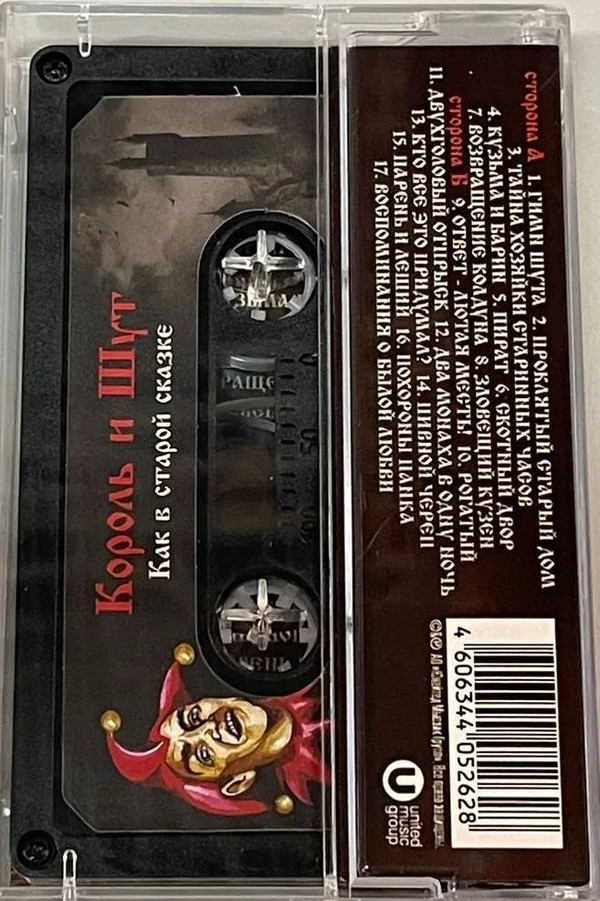 Король и Шут
Как в старой сказке
сторона А 1. Гимн шута 2. Проклятый старый дом
3. Тайна хозяйки старинных часов
4. Кузьма и барин 5. Пират 6. Скотный двор
7. Возвращение колдуна 8. Зловещий кузен
сторона Б 9. Ответ - лютая месть! 10. Рогатый
11. Двухголовый отпрыск 12. Два монаха в одну ночь
13. Кто всё это придумал? 14. Пивной череп
15. Парень и леший 16. Похороны панка
17. Воспоминания о былой любви
4 606344 052628
united
music
group
0 50